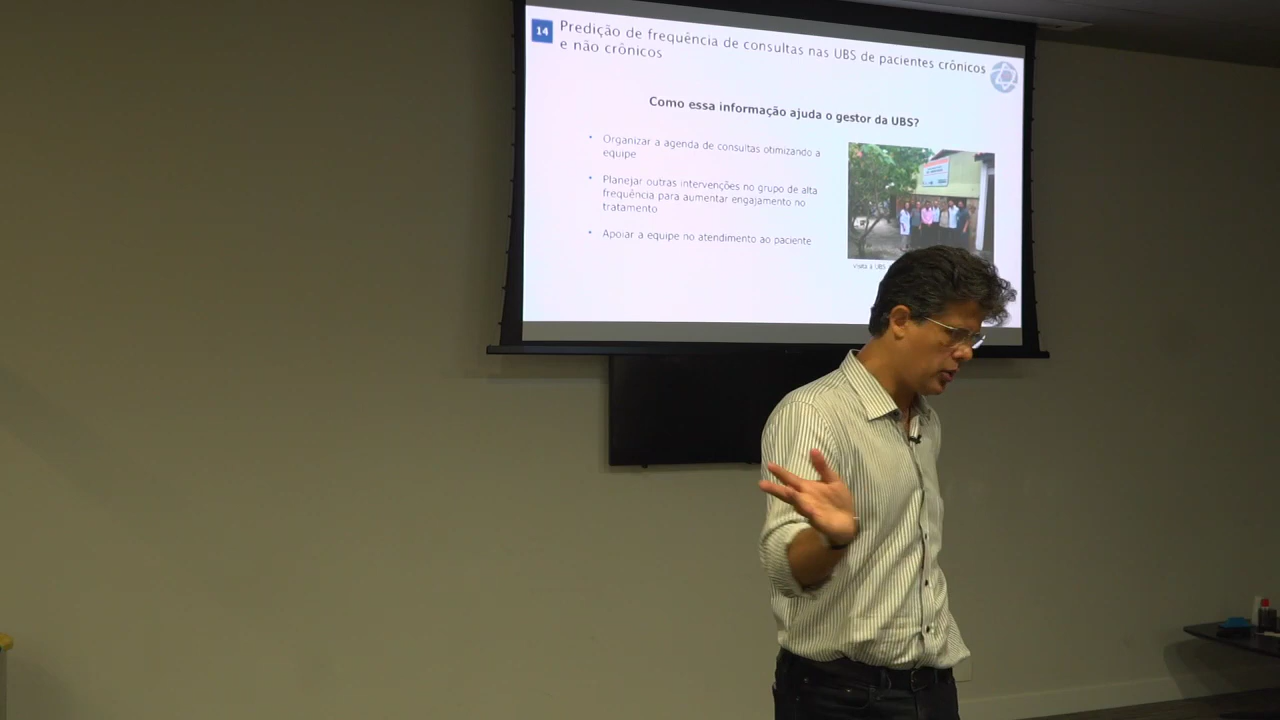 14
Predição de frequência de consultas nas UBS de pacientes crônicos
e não crônicos
Como essa informação ajuda o gestor da UBS?
• Organizar a agenda de consultas otimizando a
equipe
• Planejar outras intervenções no grupo de alta
frequência para aumentar engajamento no
tratamento
• Apoiar a equipe no atendimento ao paciente
Visita à UBS